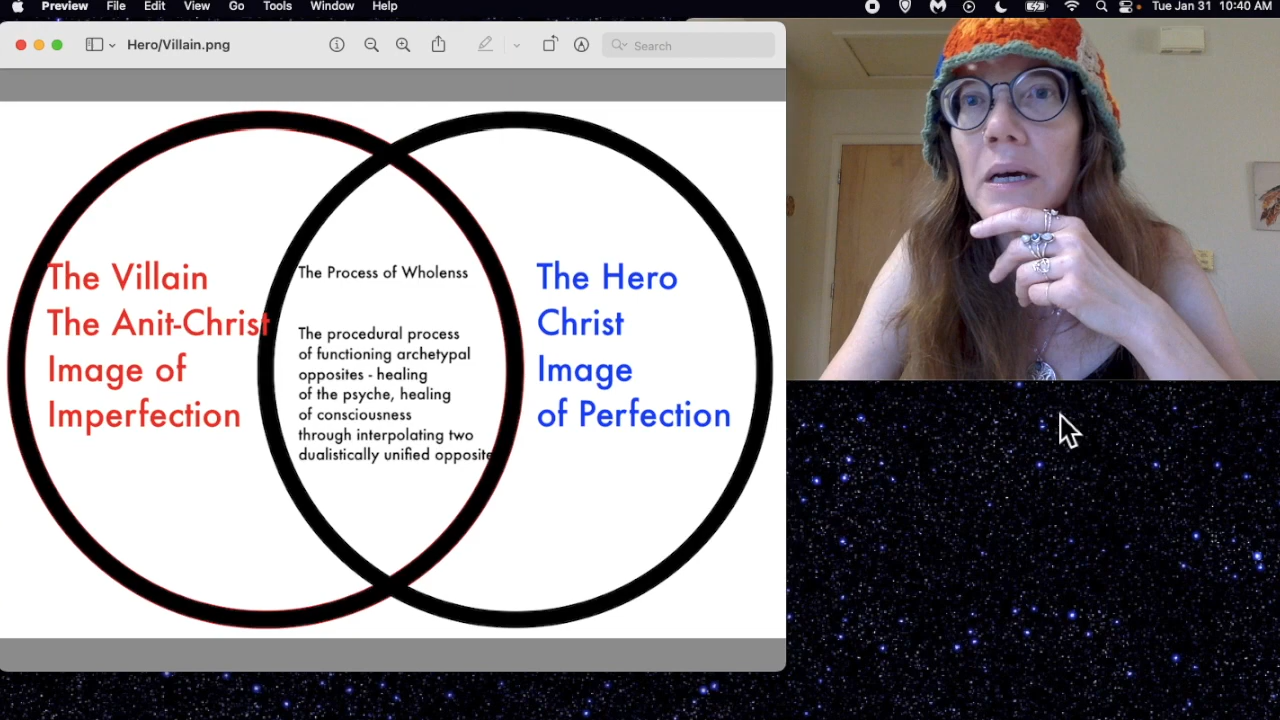 Preview File Edit View Go Tools Window Help Tue Jan 31 10:40 AM
Hero/Villain.png
Search
The Villain
The Anit-Christ
Image of
Imperfection
The Process of Wholenss
The procedural process
of functioning archetypal
opposites - healing
of the psyche, healing
of consciousness
through interpolating two
dualistically unified opposite
The Hero
Christ
Image
of Perfection